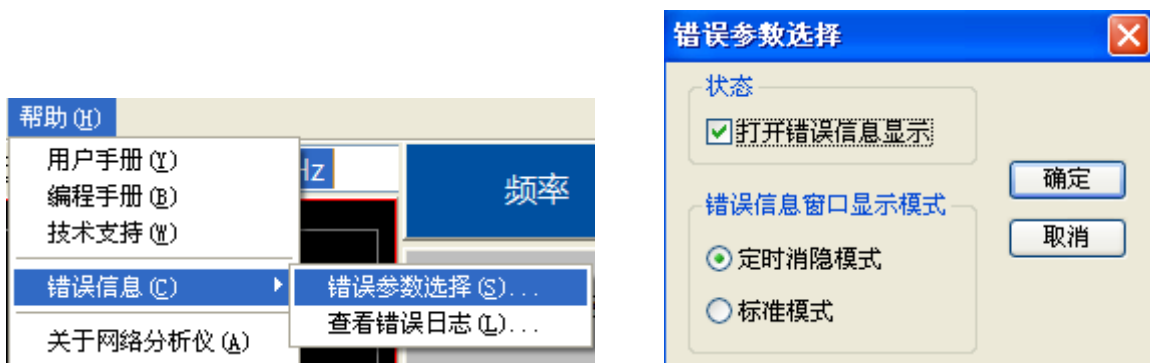 帮助(H)
用户手册(Y)
编程手册(B)
技术支持(W)
错误信息(C)
关于网络分析仪(A)
Hz
频率
错误参数选择(S)...
查看错误日志(L)...
错误参数选择
状态
打开错误信息显示
错误信息窗口显示模式
定时消隐模式
标准模式
确定
取消